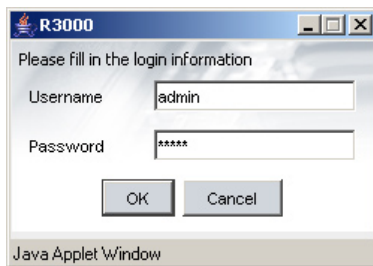 R3000
Please fill in the login information
Username admin
Password *****
OK Cancel
Java Applet Window